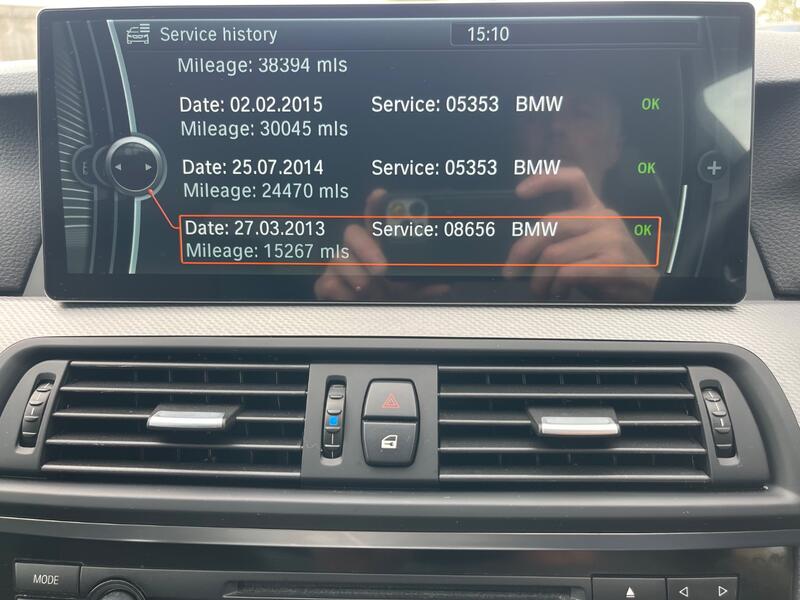 Service history 15:10
Mileage: 38394 mls
Date: 02.02.2015 Service: 05353 BMW OK
Mileage: 30045 mls
Date: 25.07.2014 Service: 05353 BMW OK
Mileage: 24470 mls
Date: 27.03.2013 Service: 08656 BMW OK
Mileage: 15267 mls
MODE